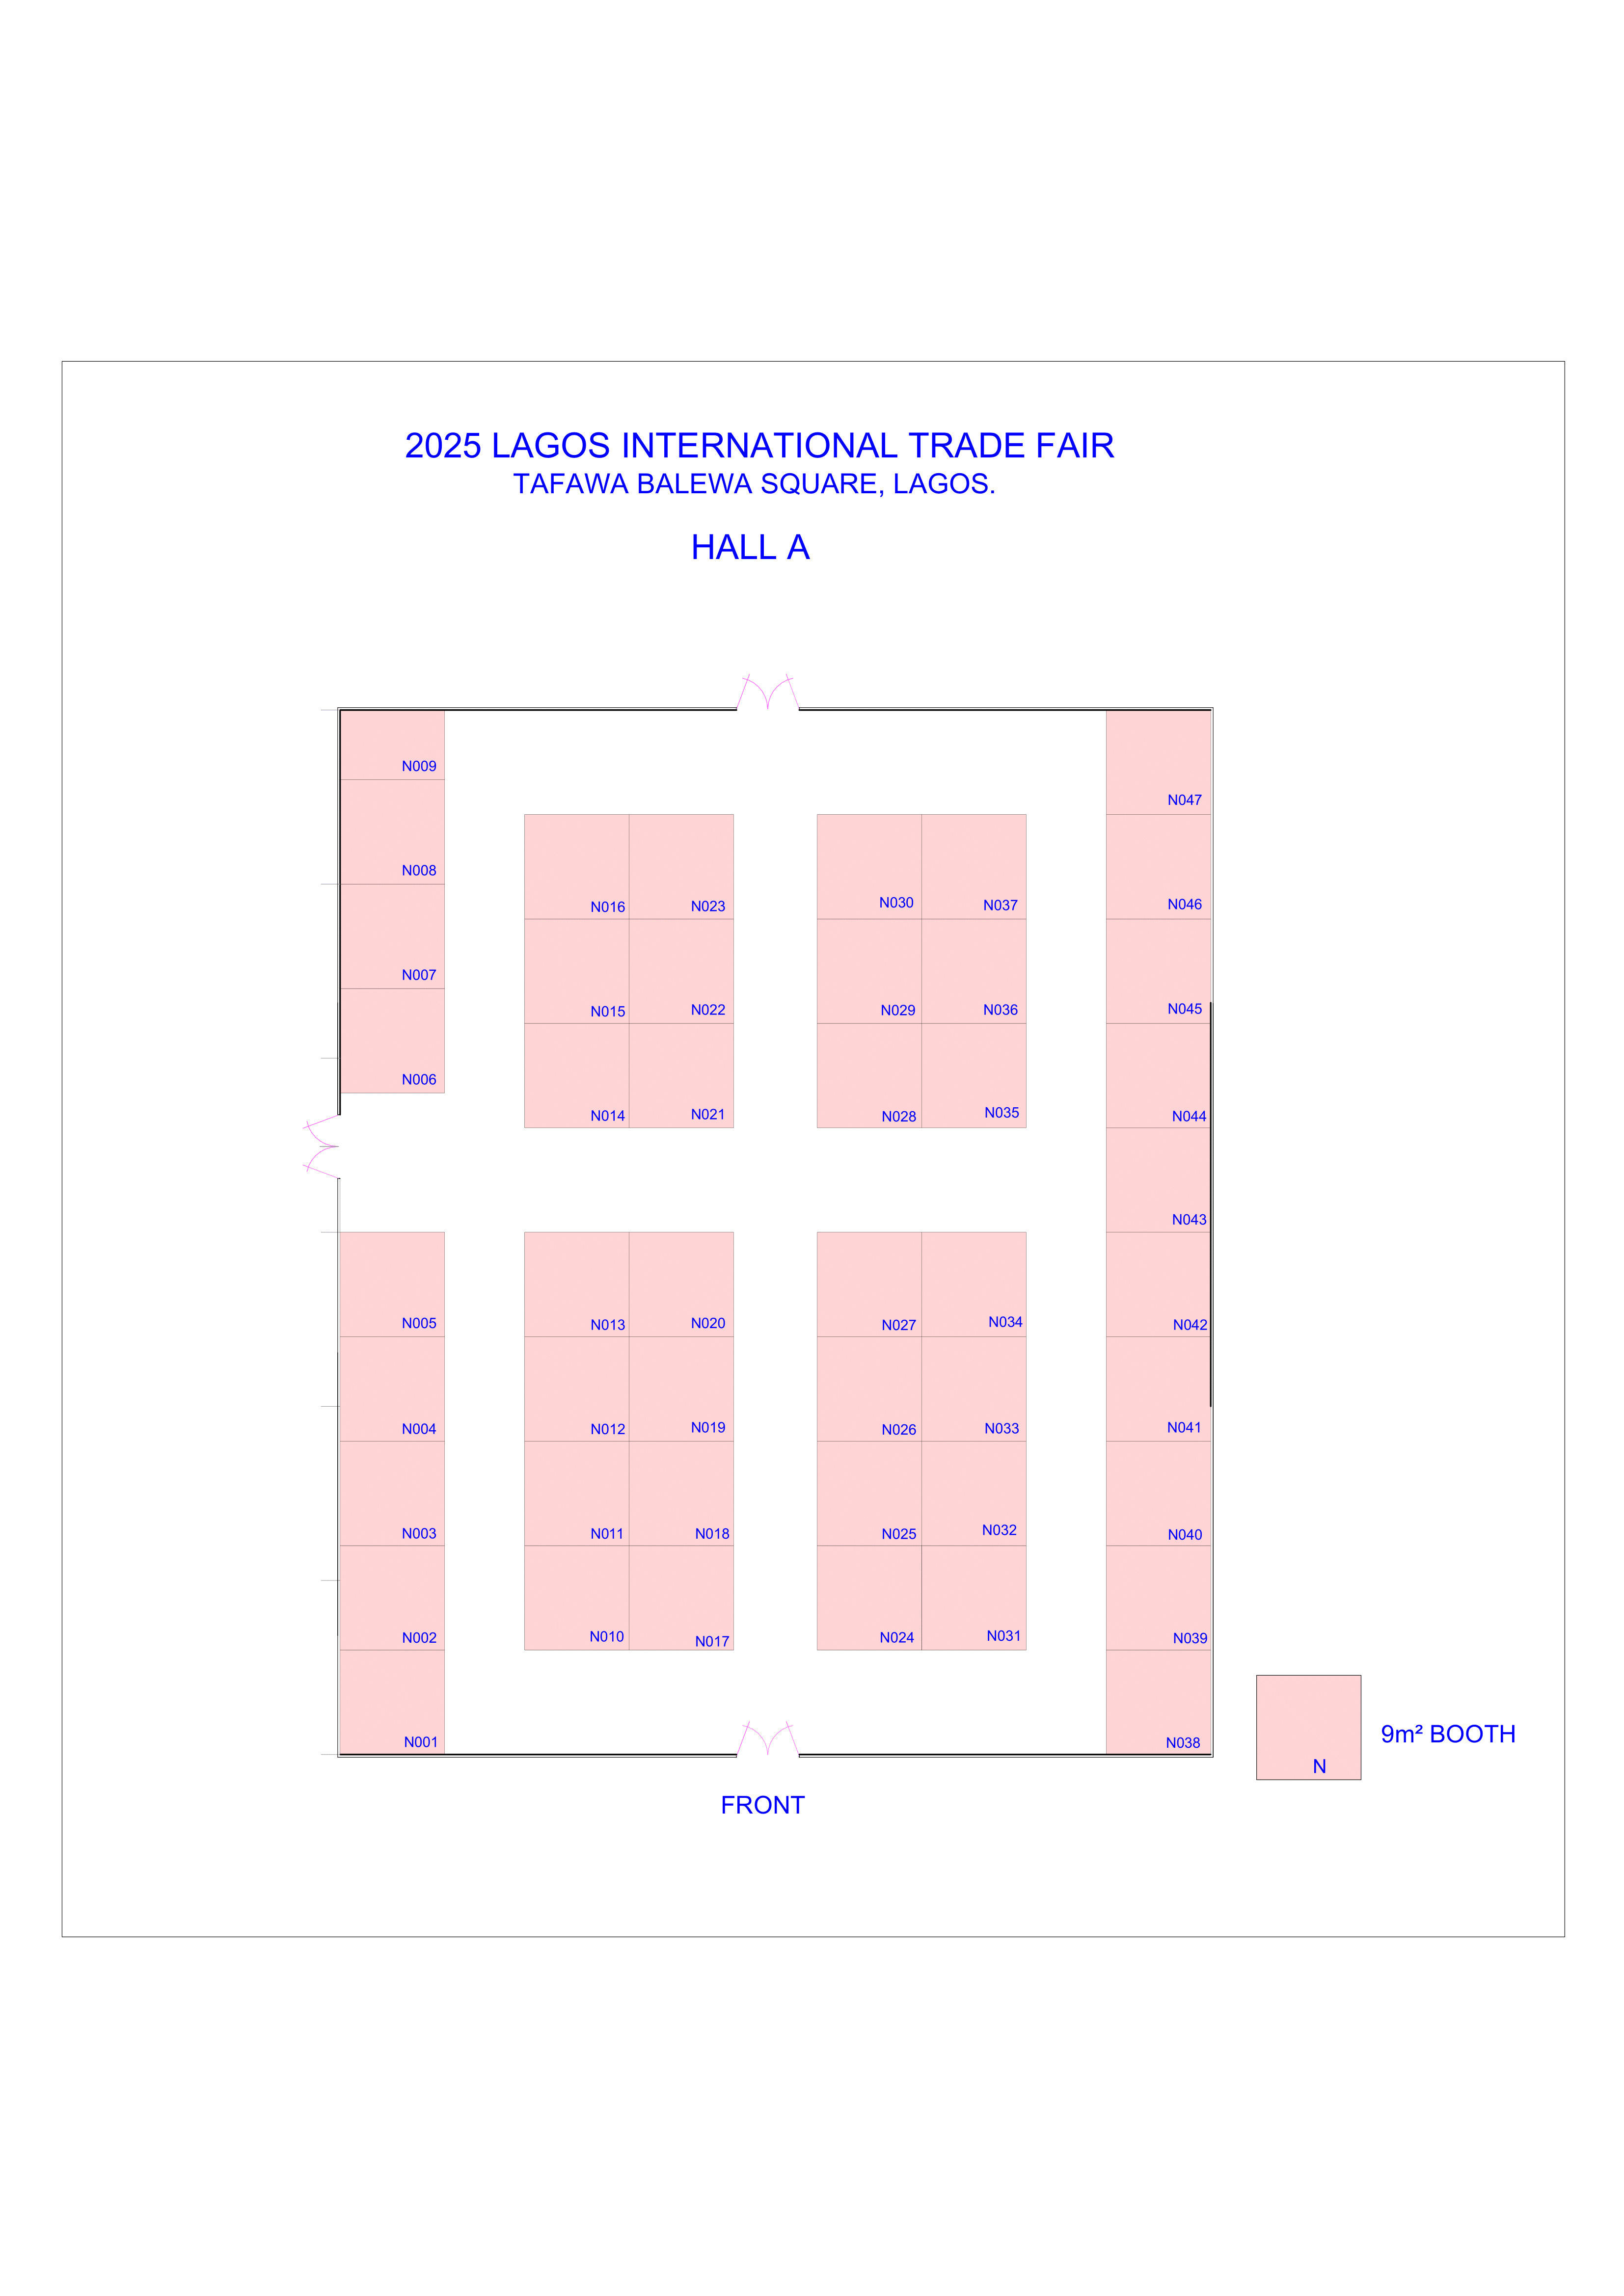 2025 LAGOS INTERNATIONAL TRADE FAIR
TAFAWA BALEWA SQUARE, LAGOS.
HALL A
N009
N047
N008
N016 N023 N030 N037 N046
N007
N015 N022 N029 N036 N045
N006
N014 N021 N028 N035 N044
N043
N005 N013 N020 N027 N034 N042
N004 N012 N019 N026 N033 N041
N003 N011 N018 N025 N032 N040
N002 N010 N017 N024 N031 N039
N001 N038
9m² BOOTH
N
FRONT